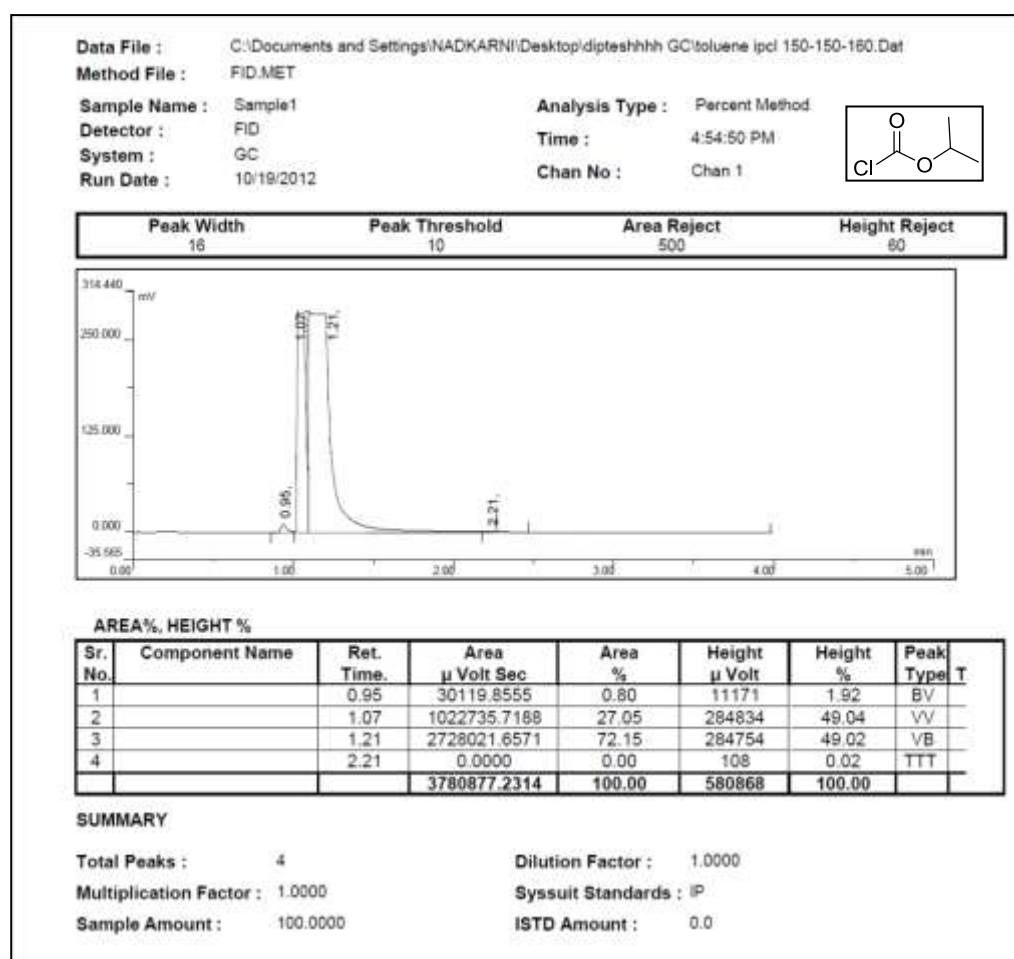 Data File : C:\Documents and Settings\NADKARNI\Desktop\dipteshhhh GC\toluene ipcl 150-150-160.Dat
Method File : FID.MET
Sample Name : Sample1 Analysis Type : Percent Method
Detector : FID Time : 4:54:50 PM
System : GC Chan No : Chan 1
Run Date : 10/19/2012
O
Cl O
Peak Width Peak Threshold Area Reject Height Reject
16 10 500 60
314.440
mV
250.000
125.000
0.000
-35.565
0.95,
1.07
1.21,
2.21,
min
0.00 1.00 2.00 3.00 4.00 5.00
AREA%, HEIGHT %
Sr. Component Name Ret. Area Area Height Height Peak
No. Time. µ Volt Sec % µ Volt % Type T
1 0.95 30119.8555 0.80 11171 1.92 BV
2 1.07 1022735.7188 27.05 284834 49.04 VV
3 1.21 2728021.6571 72.15 284754 49.02 VB
4 2.21 0.0000 0.00 108 0.02 TTT
3780877.2314 100.00 580868 100.00
SUMMARY
Total Peaks : 4 Dilution Factor : 1.0000
Multiplication Factor : 1.0000 Syssuit Standards : IP
Sample Amount : 100.0000 ISTD Amount : 0.0